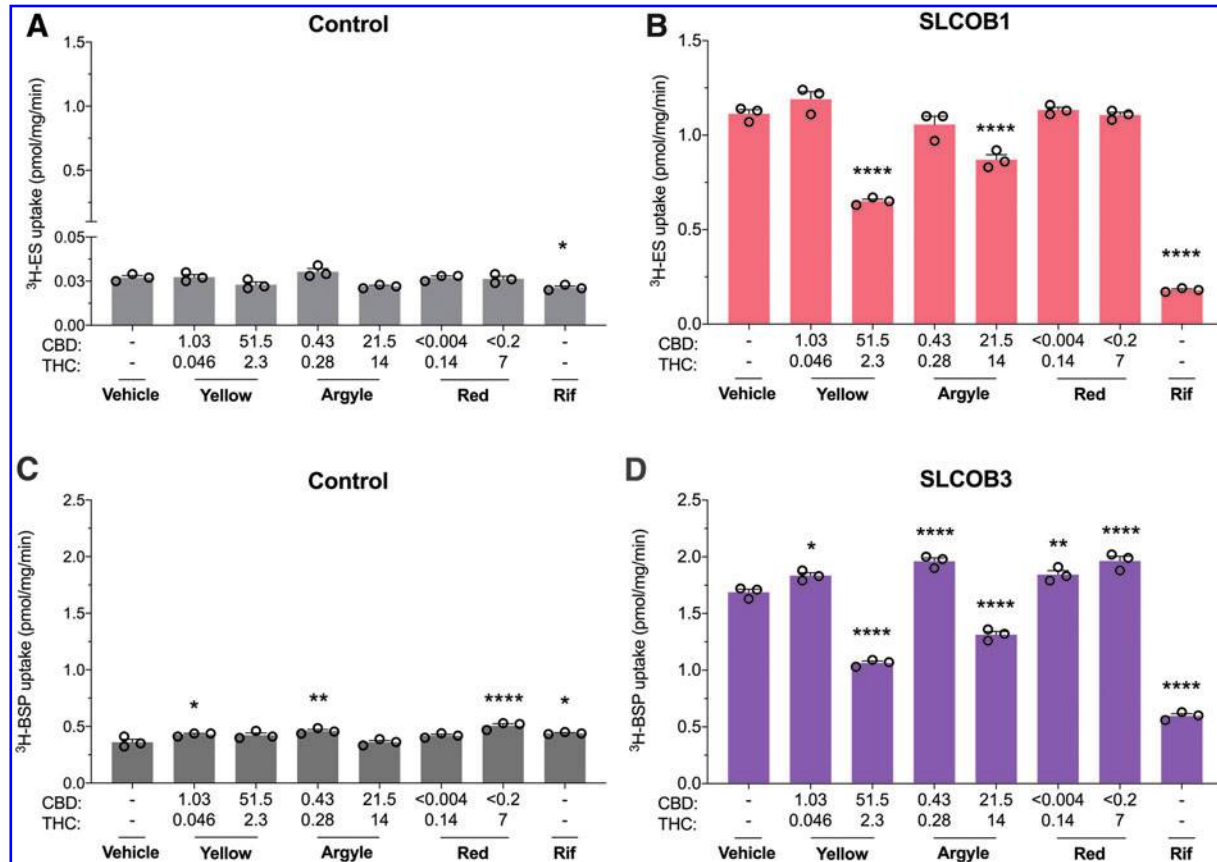 A
Control
³H-ES uptake (pmol/mg/min)
1.5
1.0
0.5
0.05
0.03
0.00
*
CBD: - 1.03 51.5 0.43 21.5 <0.004 <0.2 -
THC: - 0.046 2.3 0.28 14 0.14 7 -
Vehicle Yellow Argyle Red Rif
B
SLCOB1
³H-ES uptake (pmol/mg/min)
1.5
1.0
0.5
0.0
**** **** ****
CBD: - 1.03 51.5 0.43 21.5 <0.004 <0.2 -
THC: - 0.046 2.3 0.28 14 0.14 7 -
Vehicle Yellow Argyle Red Rif
C
Control
³H-BSP uptake (pmol/mg/min)
2.5
2.0
1.5
1.0
0.5
0.0
* ** **** *
CBD: - 1.03 51.5 0.43 21.5 <0.004 <0.2 -
THC: - 0.046 2.3 0.28 14 0.14 7 -
Vehicle Yellow Argyle Red Rif
D
SLCOB3
³H-BSP uptake (pmol/mg/min)
2.5
2.0
1.5
1.0
0.5
0.0
* **** **** **** ** **** ****
CBD: - 1.03 51.5 0.43 21.5 <0.004 <0.2 -
THC: - 0.046 2.3 0.28 14 0.14 7 -
Vehicle Yellow Argyle Red Rif